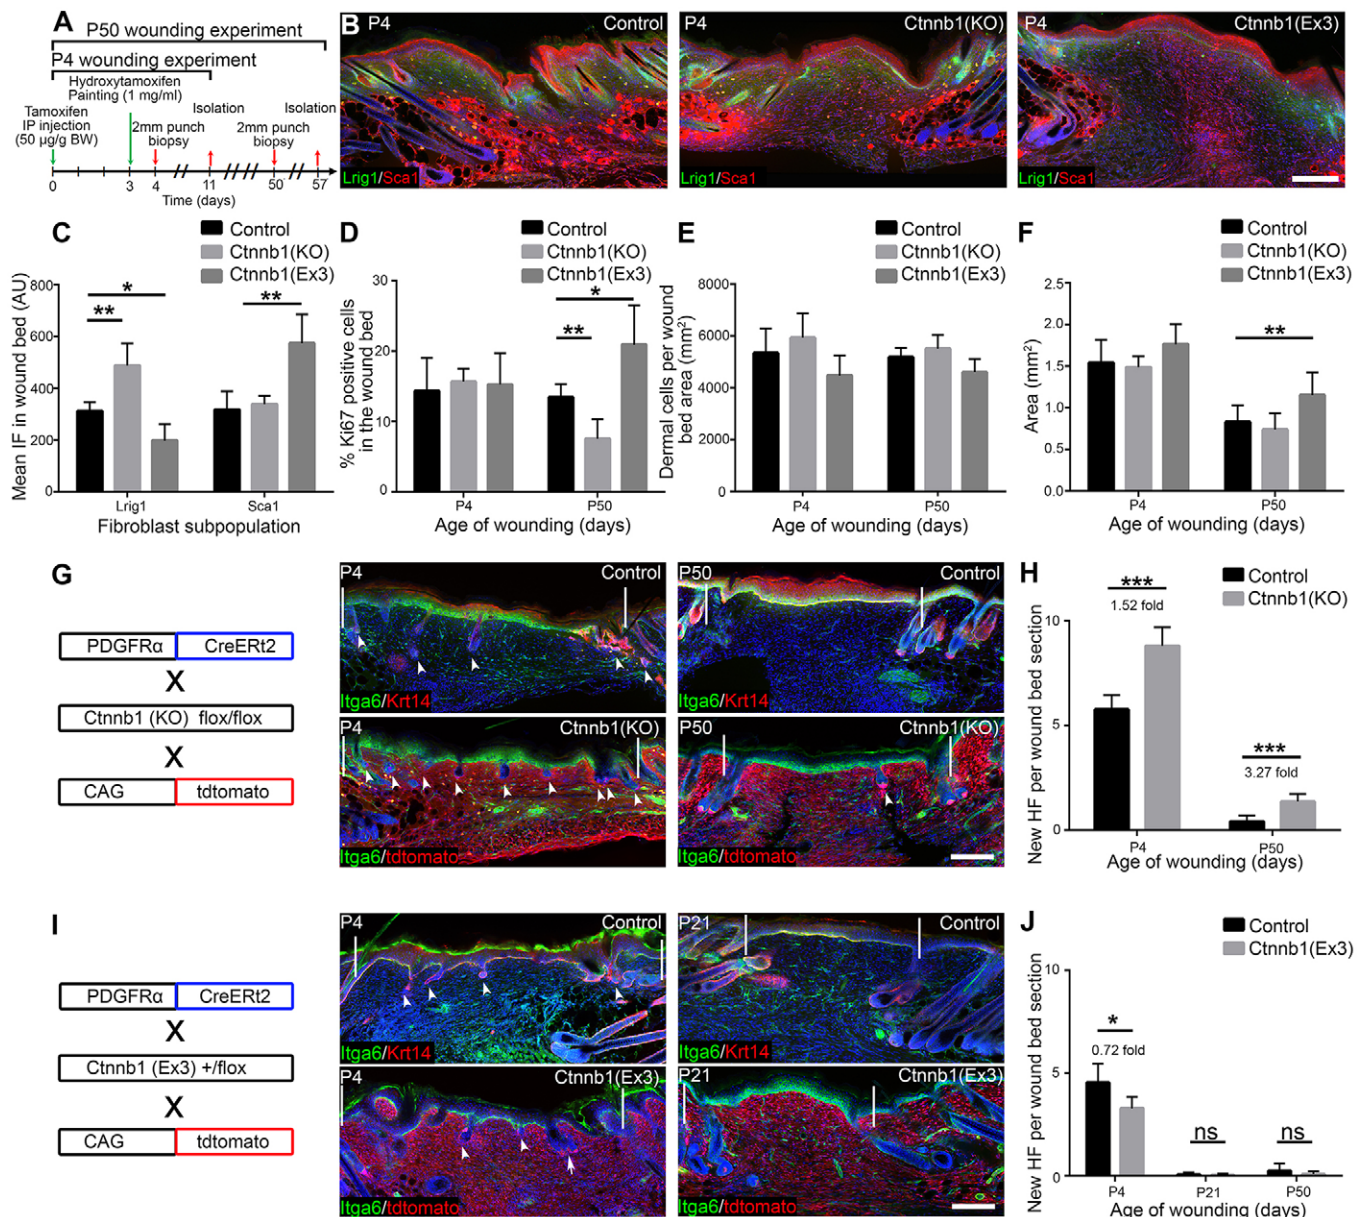 A
P50 wounding experiment
P4 wounding experiment
Hydroxytamoxifen
Painting (1 mg/ml)
Isolation
Isolation
Tamoxifen
IP injection
(50 µg/g BW)
2mm punch
biopsy
2mm punch
biopsy
0 3 4 11 50 57
Time (days)
B
P4 Control
Lrig1/Sca1
P4 Ctnnb1(KO)
Lrig1/Sca1
P4 Ctnnb1(Ex3)
Lrig1/Sca1
C
Control
Ctnnb1(KO)
Ctnnb1(Ex3)
Mean IF in wound bed (AU)
800
600
400
200
0
*
**
**
Lrig1 Sca1
Fibroblast subpopulation
D
Control
Ctnnb1(KO)
Ctnnb1(Ex3)
% Ki67 positive cells
in the wound bed
30
20
10
0
*
**
P4 P50
Age of wounding (days)
E
Control
Ctnnb1(KO)
Ctnnb1(Ex3)
Dermal cells per wound
bed area (mm²)
8000
6000
4000
2000
0
P4 P50
Age of wounding (days)
F
Control
Ctnnb1(KO)
Ctnnb1(Ex3)
Area (mm²)
2.5
2.0
1.5
1.0
0.5
0.0
**
P4 P50
Age of wounding (days)
G
PDGFRα CreERt2
X
Ctnnb1 (KO) flox/flox
X
CAG tdtomato
P4 Control
Itga6/Krt14
P50 Control
Itga6/Krt14
P4 Ctnnb1(KO)
Itga6/tdtomato
P50 Ctnnb1(KO)
Itga6/tdtomato
H
Control
Ctnnb1(KO)
New HF per wound bed section
10
5
0
***
1.52 fold
***
3.27 fold
P4 P50
Age of wounding (days)
I
PDGFRα CreERt2
X
Ctnnb1 (Ex3) +/flox
X
CAG tdtomato
P4 Control
Itga6/Krt14
P21 Control
Itga6/Krt14
P4 Ctnnb1(Ex3)
Itga6/tdtomato
P21 Ctnnb1(Ex3)
Itga6/tdtomato
J
Control
Ctnnb1(Ex3)
New HF per wound bed section
10
5
0
*
0.72 fold
ns
ns
P4 P21 P50
Age of wounding (days)